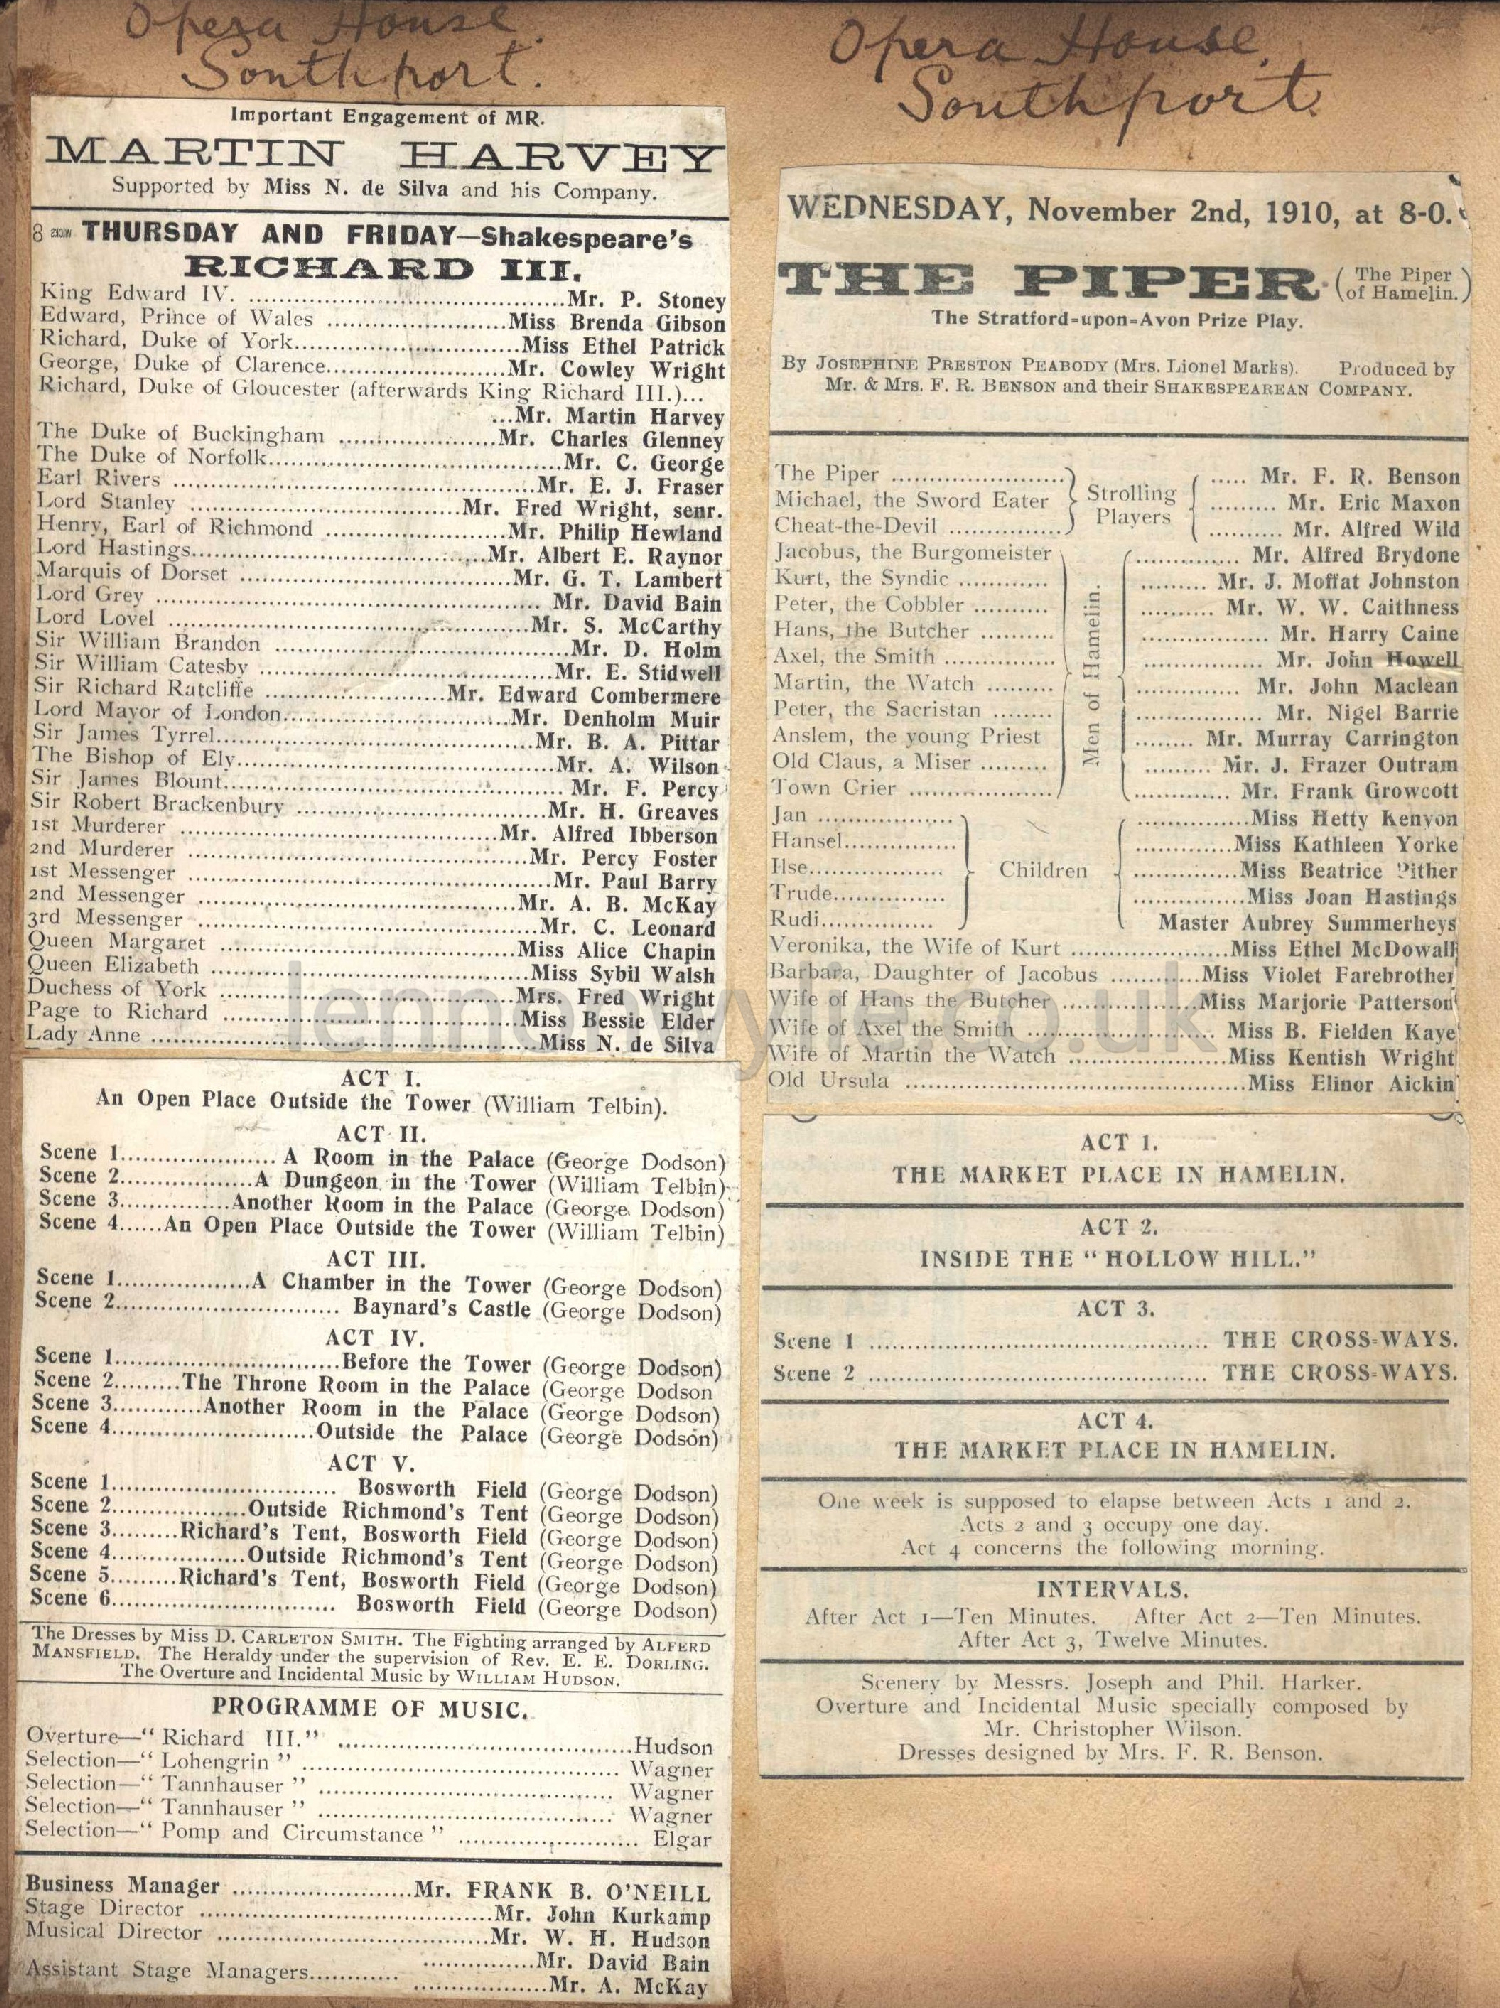 Opera House.
Southport.
Important Engagement of MR.
MARTIN HARVEY
Supported by Miss N. de Silva and his Company.
THURSDAY AND FRIDAY—Shakespeare's
RICHARD III.
King Edward IV. ........ Mr. P. Stoney
Edward, Prince of Wales ........ Miss Brenda Gibson
Richard, Duke of York ........ Miss Ethel Patrick
George, Duke of Clarence ........ Mr. Cowley Wright
Richard, Duke of Gloucester (afterwards King Richard III.)...
...Mr. Martin Harvey
The Duke of Buckingham ........ Mr. Charles Glenney
The Duke of Norfolk ........ Mr. C. George
Earl Rivers ........ Mr. E. J. Fraser
Lord Stanley ........ Mr. Fred Wright, senr.
Henry, Earl of Richmond ........ Mr. Philip Hewland
Lord Hastings ........ Mr. Albert E. Raynor
Marquis of Dorset ........ Mr. G. T. Lambert
Lord Grey ........ Mr. David Bain
Lord Lovel ........ Mr. S. McCarthy
Sir William Brandon ........ Mr. D. Holm
Sir William Catesby ........ Mr. E. Stidwell
Sir Richard Ratcliffe ........ Mr. Edward Combermere
Lord Mayor of London ........ Mr. Denholm Muir
Sir James Tyrrel ........ Mr. B. A. Pittar
The Bishop of Ely ........ Mr. A. Wilson
Sir James Blount ........ Mr. F. Percy
Sir Robert Brackenbury ........ Mr. H. Greaves
1st Murderer ........ Mr. Alfred Ibberson
2nd Murderer ........ Mr. Percy Foster
1st Messenger ........ Mr. Paul Barry
2nd Messenger ........ Mr. A. B. McKay
3rd Messenger ........ Mr. C. Leonard
Queen Margaret ........ Miss Alice Chapin
Queen Elizabeth ........ Miss Sybil Walsh
Duchess of York ........ Mrs. Fred Wright
Page to Richard ........ Miss Bessie Elder
Lady Anne ........ Miss N. de Silva
ACT I.
An Open Place Outside the Tower (William Telbin).
ACT II.
Scene 1........ A Room in the Palace (George Dodson)
Scene 2........ A Dungeon in the Tower (William Telbin)
Scene 3........ Another Room in the Palace (George Dodson)
Scene 4......An Open Place Outside the Tower (William Telbin)
ACT III.
Scene 1........ A Chamber in the Tower (George Dodson)
Scene 2........ Baynard's Castle (George Dodson)
ACT IV.
Scene 1........ Before the Tower (George Dodson)
Scene 2........ The Throne Room in the Palace (George Dodson
Scene 3........ Another Room in the Palace (George Dodson)
Scene 4........ Outside the Palace (George Dodson)
ACT V.
Scene 1........ Bosworth Field (George Dodson)
Scene 2........ Outside Richmond's Tent (George Dodson)
Scene 3........ Richard's Tent, Bosworth Field (George Dodson)
Scene 4........ Outside Richmond's Tent (George Dodson)
Scene 5........ Richard's Tent, Bosworth Field (George Dodson)
Scene 6........ Bosworth Field (George Dodson)
The Dresses by Miss D. CARLETON SMITH. The Fighting arranged by ALFERD
MANSFIELD. The Heraldy under the supervision of Rev. E. E. DORLING.
The Overture and Incidental Music by WILLIAM HUDSON.
PROGRAMME OF MUSIC.
Overture—“ Richard III.” ........ Hudson
Selection—“ Lohengrin ” ........ Wagner
Selection—“ Tannhauser ” ........ Wagner
Selection—“ Tannhauser ” ........ Wagner
Selection—“ Pomp and Circumstance ” ........ Elgar
Business Manager ........ Mr. FRANK B. O'NEILL
Stage Director ........ Mr. John Kurkamp
Musical Director ........ Mr. W. H. Hudson
Assistant Stage Managers ........ Mr. David Bain
........ Mr. A. McKay
Opera House.
Southport.
WEDNESDAY, November 2nd, 1910, at 8-0.
THE PIPER (The Piper
of Hamelin.)
The Stratford-upon-Avon Prize Play.
By JOSEPHINE PRESTON PEABODY (Mrs. Lionel Marks). Produced by
Mr. & Mrs. F. R. BENSON and their SHAKESPEAREAN COMPANY.
The Piper ........ Mr. F. R. Benson
Michael, the Sword Eater ........ Mr. Eric Maxon
Cheat-the-Devil ........ Mr. Alfred Wild
Strolling
Players
Jacobus, the Burgomeister ........ Mr. Alfred Brydone
Kurt, the Syndic ........ Mr. J. Moffat Johnston
Peter, the Cobbler ........ Mr. W. W. Caithness
Hans, the Butcher ........ Mr. Harry Caine
Axel, the Smith ........ Mr. John Howell
Martin, the Watch ........ Mr. John Maclean
Peter, the Sacristan ........ Mr. Nigel Barrie
Anslem, the young Priest ........ Mr. Murray Carrington
Old Claus, a Miser ........ Mr. J. Frazer Outram
Town Crier ........ Mr. Frank Growcott
Men of Hamelin.
Jan ........ Miss Hetty Kenyon
Hansel ........ Miss Kathleen Yorke
Ilse ........ Children ........ Miss Beatrice Pither
Trude ........ Miss Joan Hastings
Rudi ........ Master Aubrey Summerheys
Veronika, the Wife of Kurt ........ Miss Ethel McDowall
Barbara, Daughter of Jacobus ........ Miss Violet Farebrother
Wife of Hans the Butcher ........ Miss Marjorie Patterson
Wife of Axel the Smith ........ Miss B. Fielden Kaye
Wife of Martin the Watch ........ Miss Kentish Wright
Old Ursula ........ Miss Elinor Aickin
ACT 1.
THE MARKET PLACE IN HAMELIN.
ACT 2.
INSIDE THE “ HOLLOW HILL.”
ACT 3.
Scene 1 ........ THE CROSS-WAYS.
Scene 2 ........ THE CROSS-WAYS.
ACT 4.
THE MARKET PLACE IN HAMELIN.
One week is supposed to elapse between Acts 1 and 2.
Acts 2 and 3 occupy one day.
Act 4 concerns the following morning.
INTERVALS.
After Act 1—Ten Minutes. After Act 2—Ten Minutes.
After Act 3, Twelve Minutes.
Scenery by Messrs. Joseph and Phil. Harker.
Overture and Incidental Music specially composed by
Mr. Christopher Wilson.
Dresses designed by Mrs. F. R. Benson.
lennonwylie.co.uk